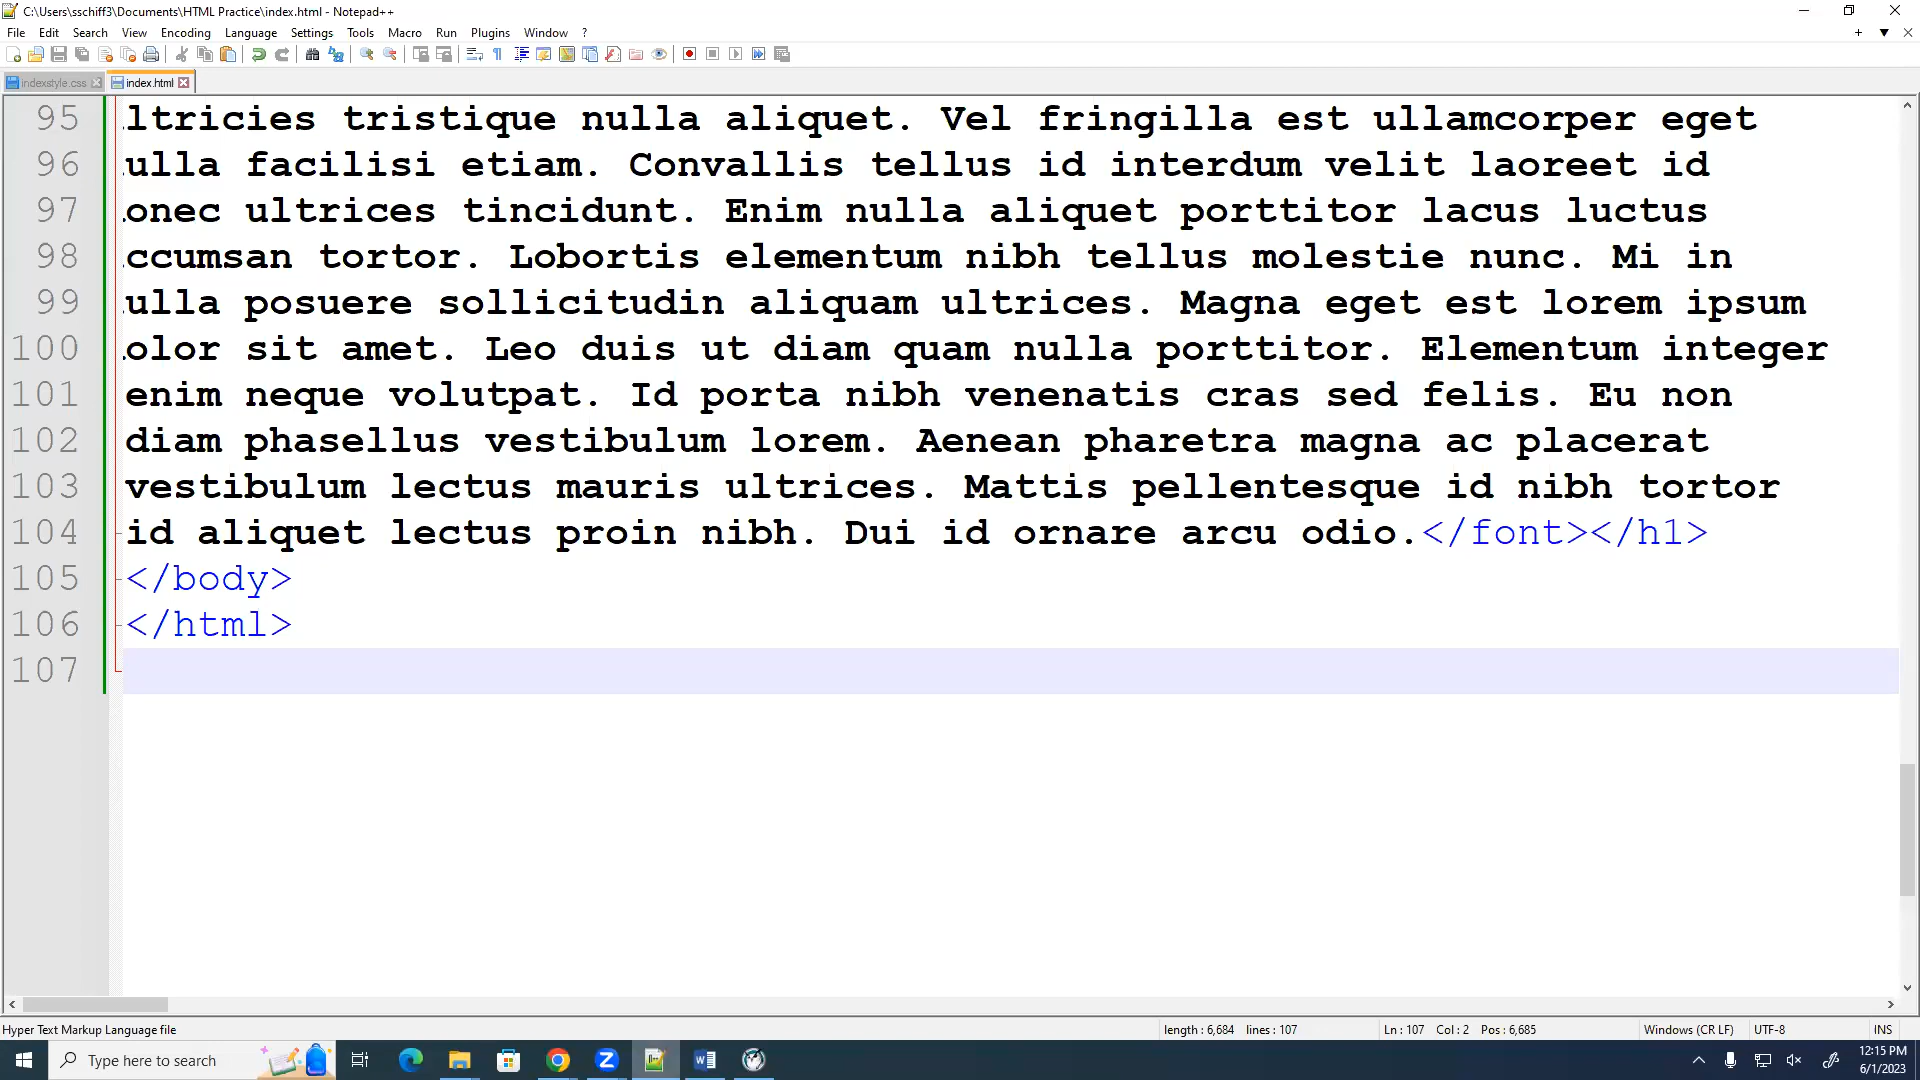 C:\Users\sschiff3\Documents\HTML Practice\index.html - Notepad++
File Edit Search View Encoding Language Settings Tools Macro Run Plugins Window ?
indexstyle.css index.html
95 ltricies tristique nulla aliquet. Vel fringilla est ullamcorper eget
96 ulla facilisi etiam. Convallis tellus id interdum velit laoreet id
97 onec ultrices tincidunt. Enim nulla aliquet porttitor lacus luctus
98 ccumsan tortor. Lobortis elementum nibh tellus molestie nunc. Mi in
99 ulla posuere sollicitudin aliquam ultrices. Magna eget est lorem ipsum
100 olor sit amet. Leo duis ut diam quam nulla porttitor. Elementum integer
101 enim neque volutpat. Id porta nibh venenatis cras sed felis. Eu non
102 diam phasellus vestibulum lorem. Aenean pharetra magna ac placerat
103 vestibulum lectus mauris ultrices. Mattis pellentesque id nibh tortor
104 id aliquet lectus proin nibh. Dui id ornare arcu odio.</font></h1>
105 </body>
106 </html>
107
Hyper Text Markup Language file length : 6,684 lines : 107 Ln : 107 Col : 2 Pos : 6,685 Windows (CR LF) UTF-8 INS
Type here to search
12:15 PM
6/1/2023